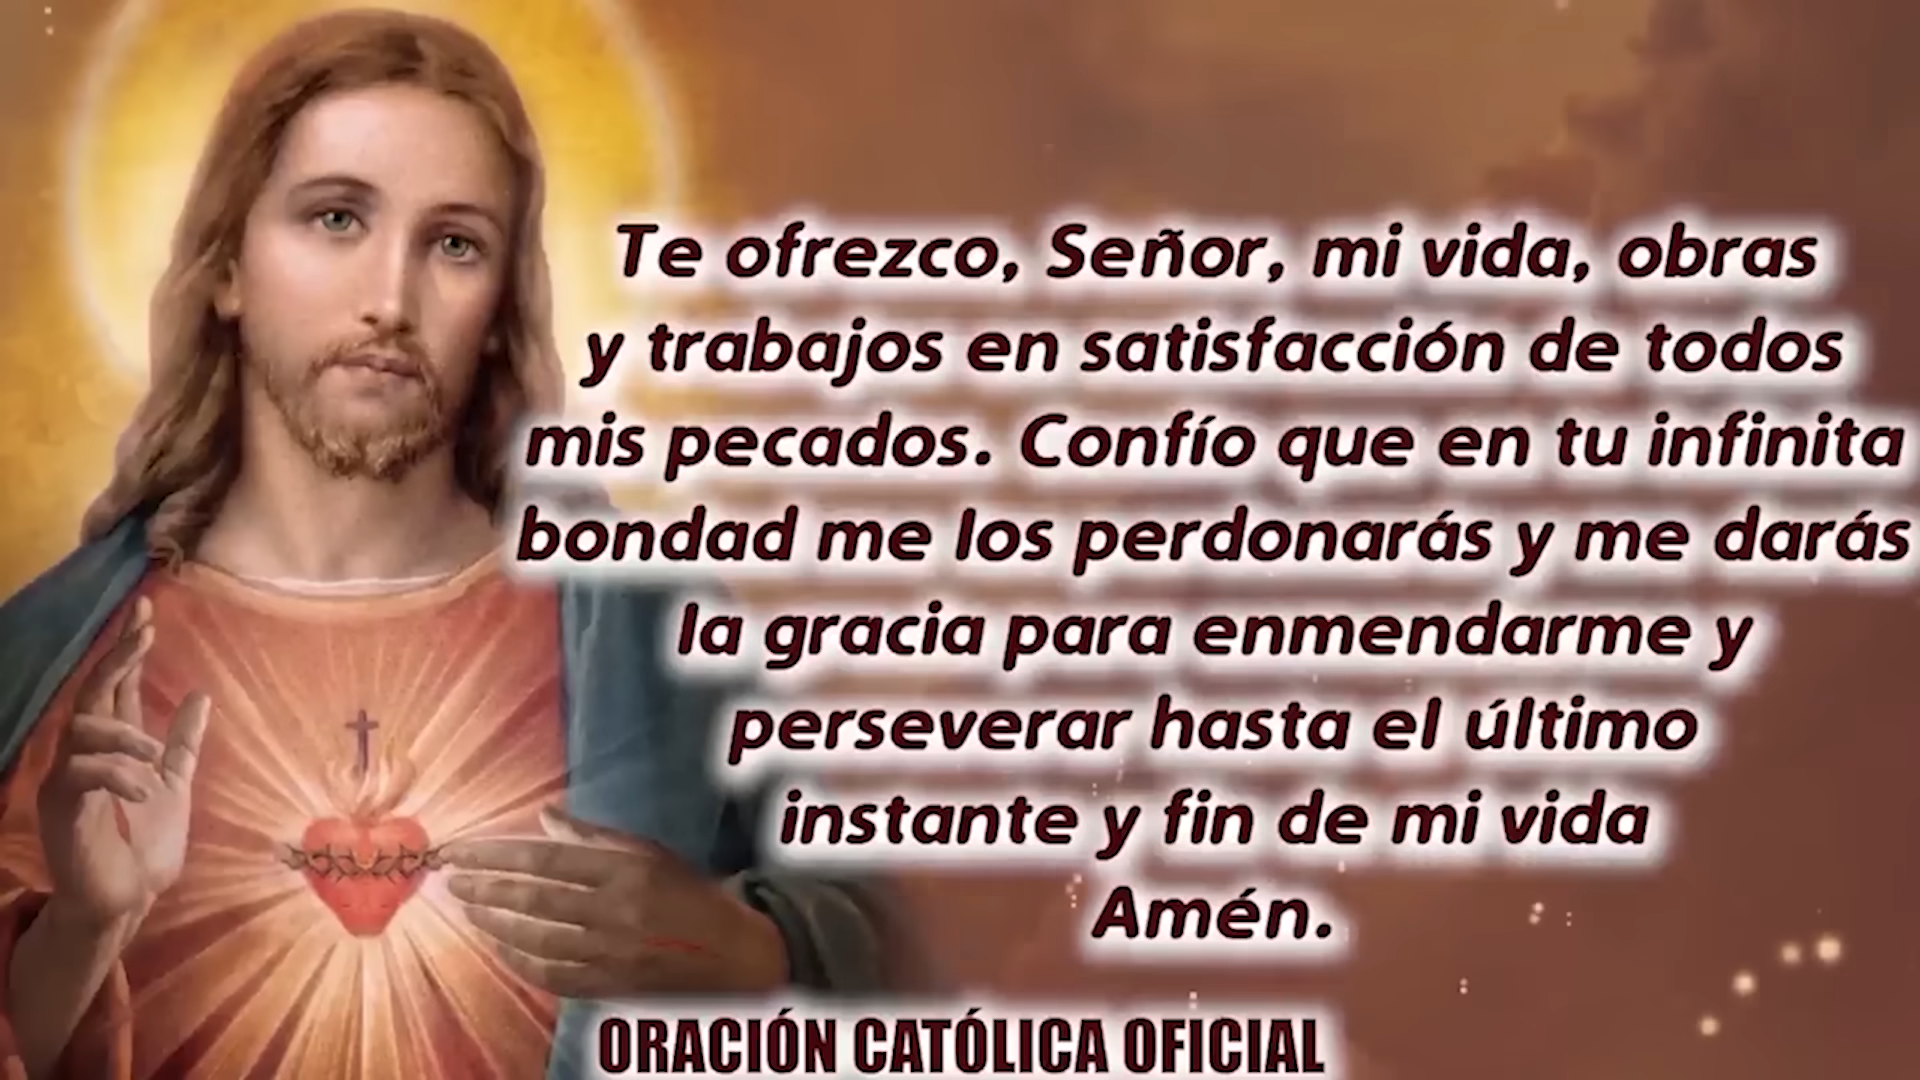 Te ofrezco, Señor, mi vida, obras
y trabajos en satisfacción de todos
mis pecados. Confío que en tu infinita
bondad me los perdonarás y me darás
la gracia para enmendarme y
perseverar hasta el último
instante y fin de mi vida
Amén.
ORACIÓN CATÓLICA OFICIAL